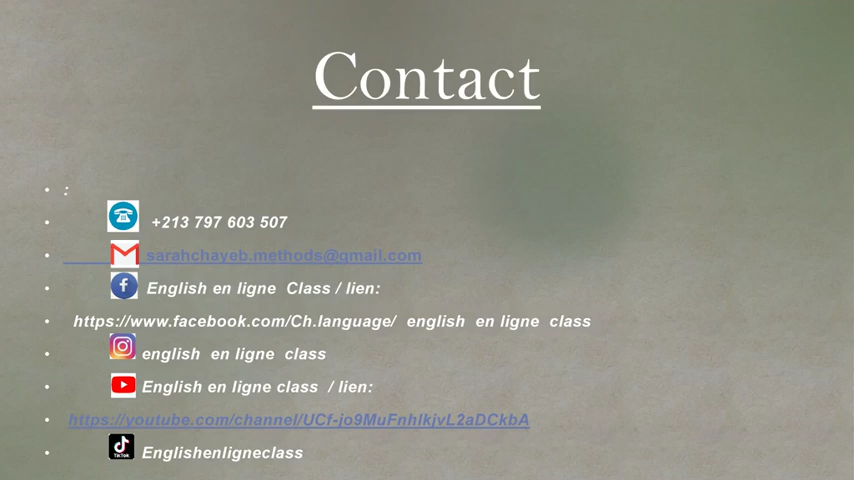 Contact
• :
• +213 797 603 507
• sarahchayeb.methods@gmail.com
• English en ligne Class / lien:
• https://www.facebook.com/Ch.language/ english en ligne class
• english en ligne class
• English en ligne class / lien:
• https://youtube.com/channel/UCf-jo9MuFnhIkjvL2aDCkbA
• TikTok Englishenligneclass